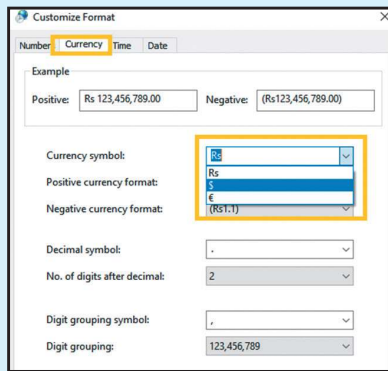 Customize Format
Numbers Currency Time Date
Example
Positive: Rs 123,456,789.00 Negative: (Rs123,456,789.00)
Currency symbol: Rs
Rs
Positive currency format: $
€
Negative currency format: (Rs1.1)
Decimal symbol: .
No. of digits after decimal: 2
Digit grouping symbol: ,
Digit grouping: 123,456,789